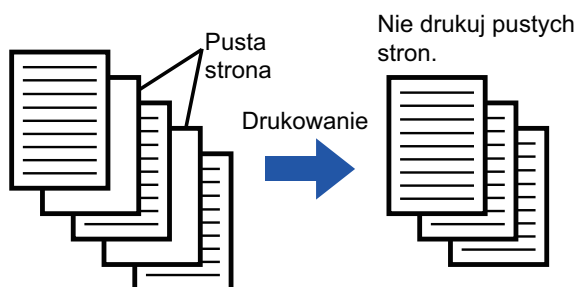 Pusta
strona
Drukowanie
Nie drukuj pustych
stron.